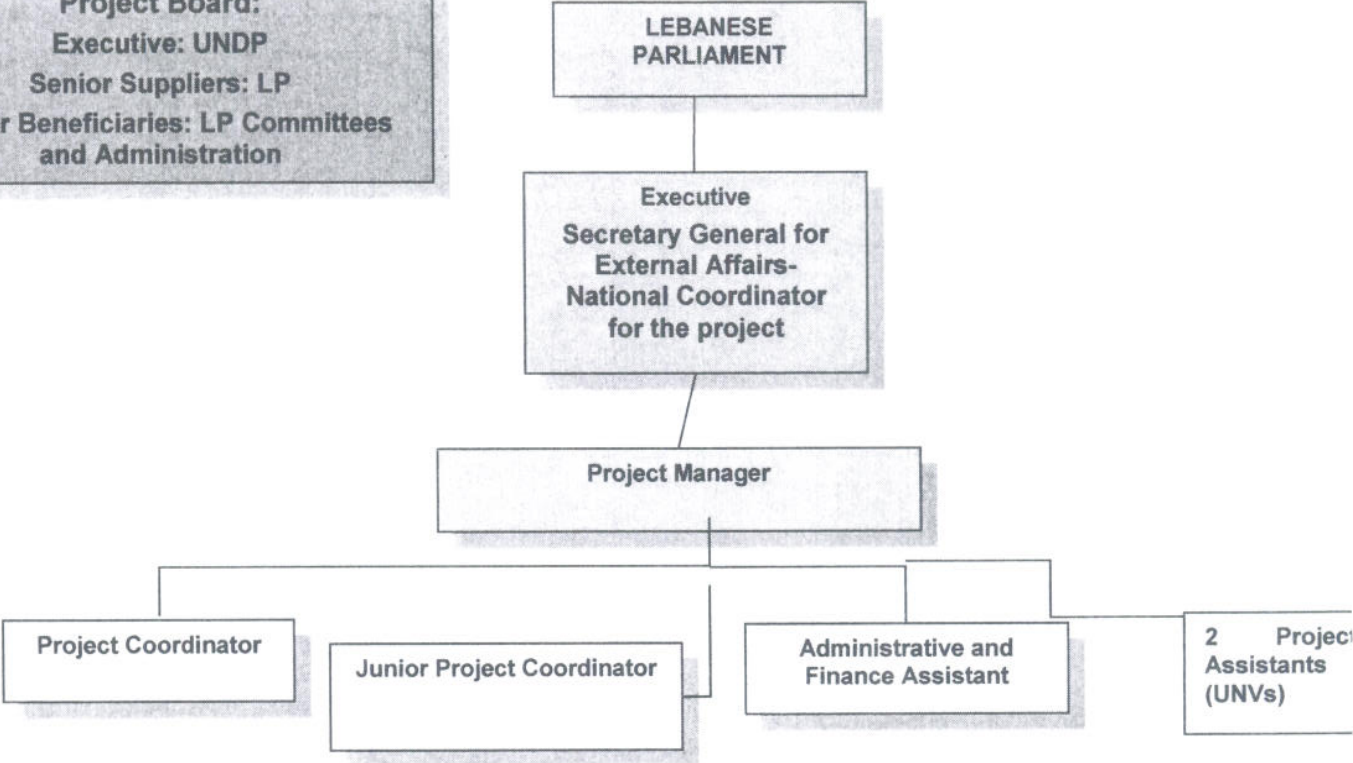 Project Board:
Executive: UNDP
Senior Suppliers: LP
r Beneficiaries: LP Committees
and Administration
LEBANESE
PARLIAMENT
Executive
Secretary General for
External Affairs-
National Coordinator
for the project
Project Manager
Project Coordinator
Junior Project Coordinator
Administrative and
Finance Assistant
2 Project
Assistants
(UNVs)